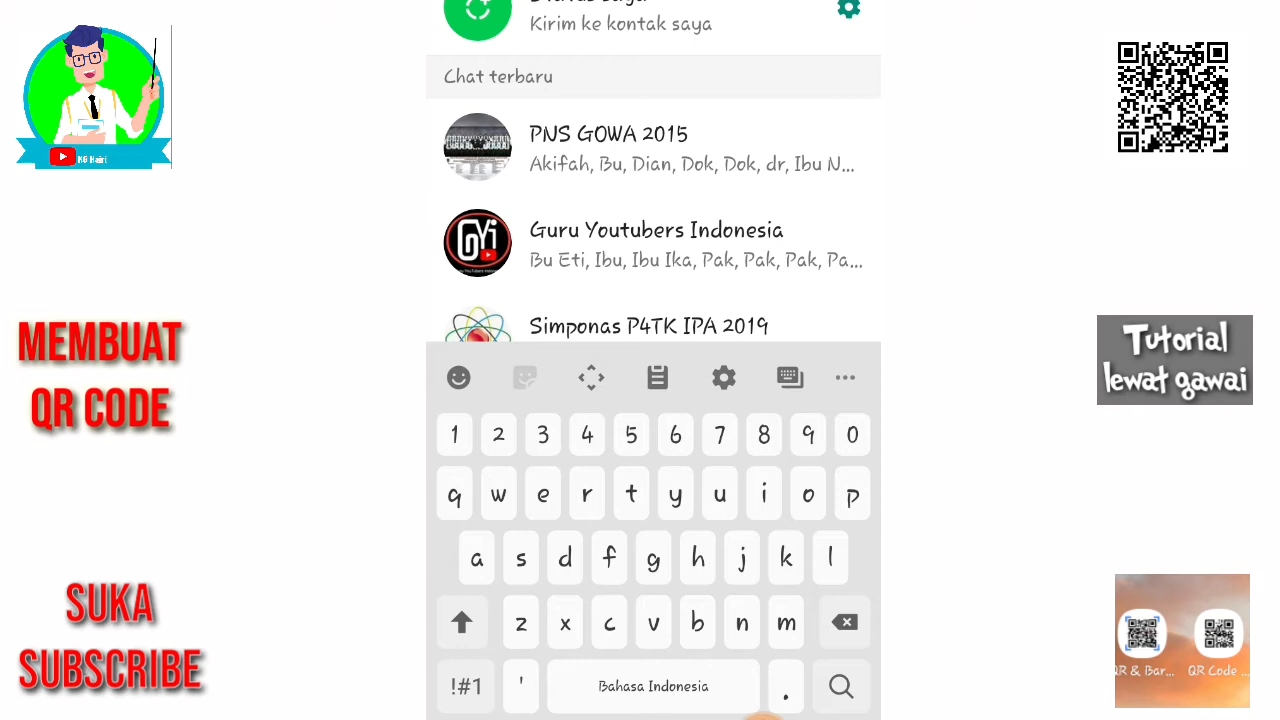 Kirim ke kontak saya
Chat terbaru
PNS GOWA 2015
Akifah, Bu, Dian, Dok, Dok, dr, Ibu N...
Guru Youtubers Indonesia
Bu Eti, Ibu, Ibu Ika, Pak, Pak, Pak, Pa...
Simponas P4TK IPA 2019
1 2 3 4 5 6 7 8 9 0
q w e r t y u i o p
a s d f g h j k l
z x c v b n m
!#1 ' Bahasa Indonesia .
KG Hairi
MEMBUAT
QR CODE
SUKA
SUBSCRIBE
Tutorial
lewat gawai
QR & Bar... QR Code ...